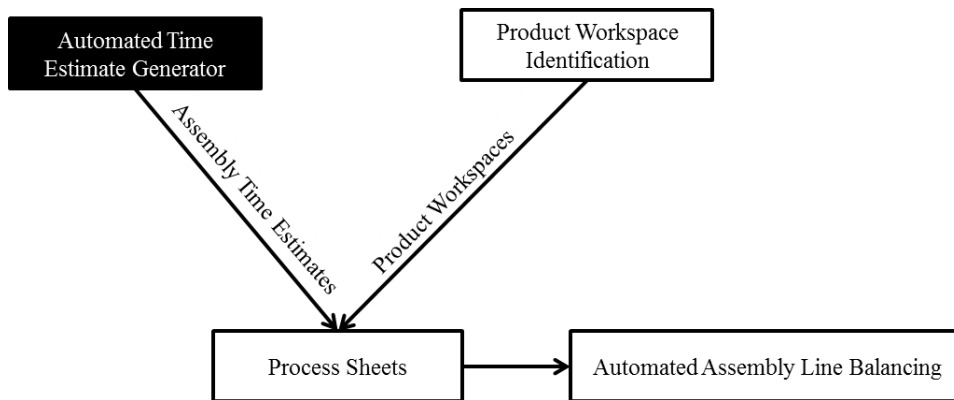 Automated Time
Estimate Generator
Product Workspace
Identification
Assembly Time Estimates
Product Workspaces
Process Sheets
Automated Assembly Line Balancing